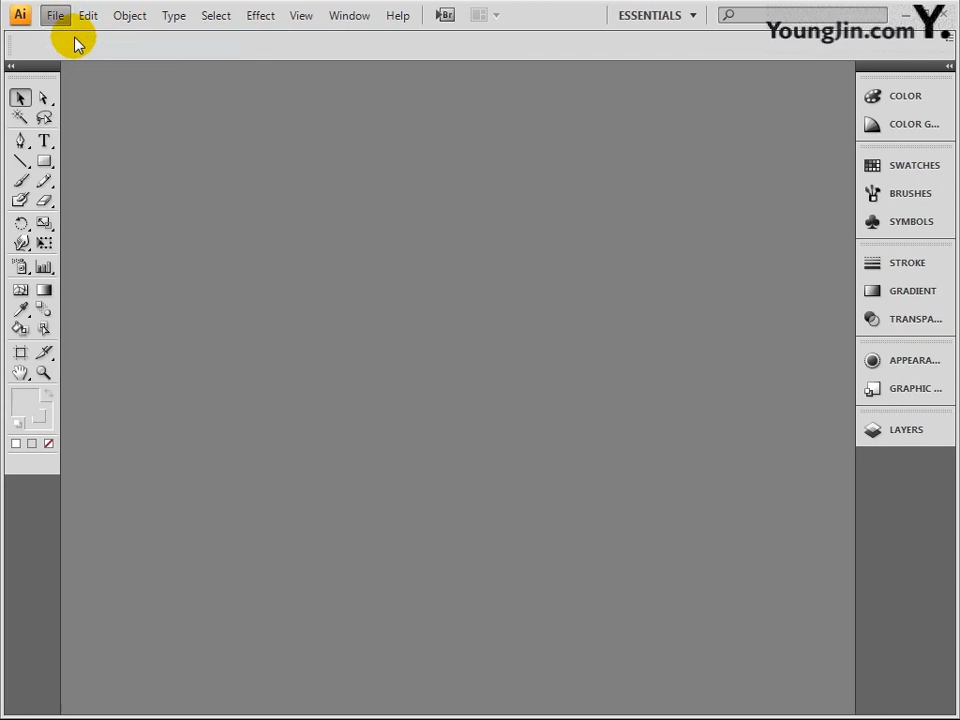 Ai File Edit Object Type Select Effect View Window Help Br ESSENTIALS
YoungJin.com Y.
COLOR
COLOR G...
T
SWATCHES
BRUSHES
SYMBOLS
STROKE
GRADIENT
TRANSPA...
APPEARA...
GRAPHIC ...
LAYERS